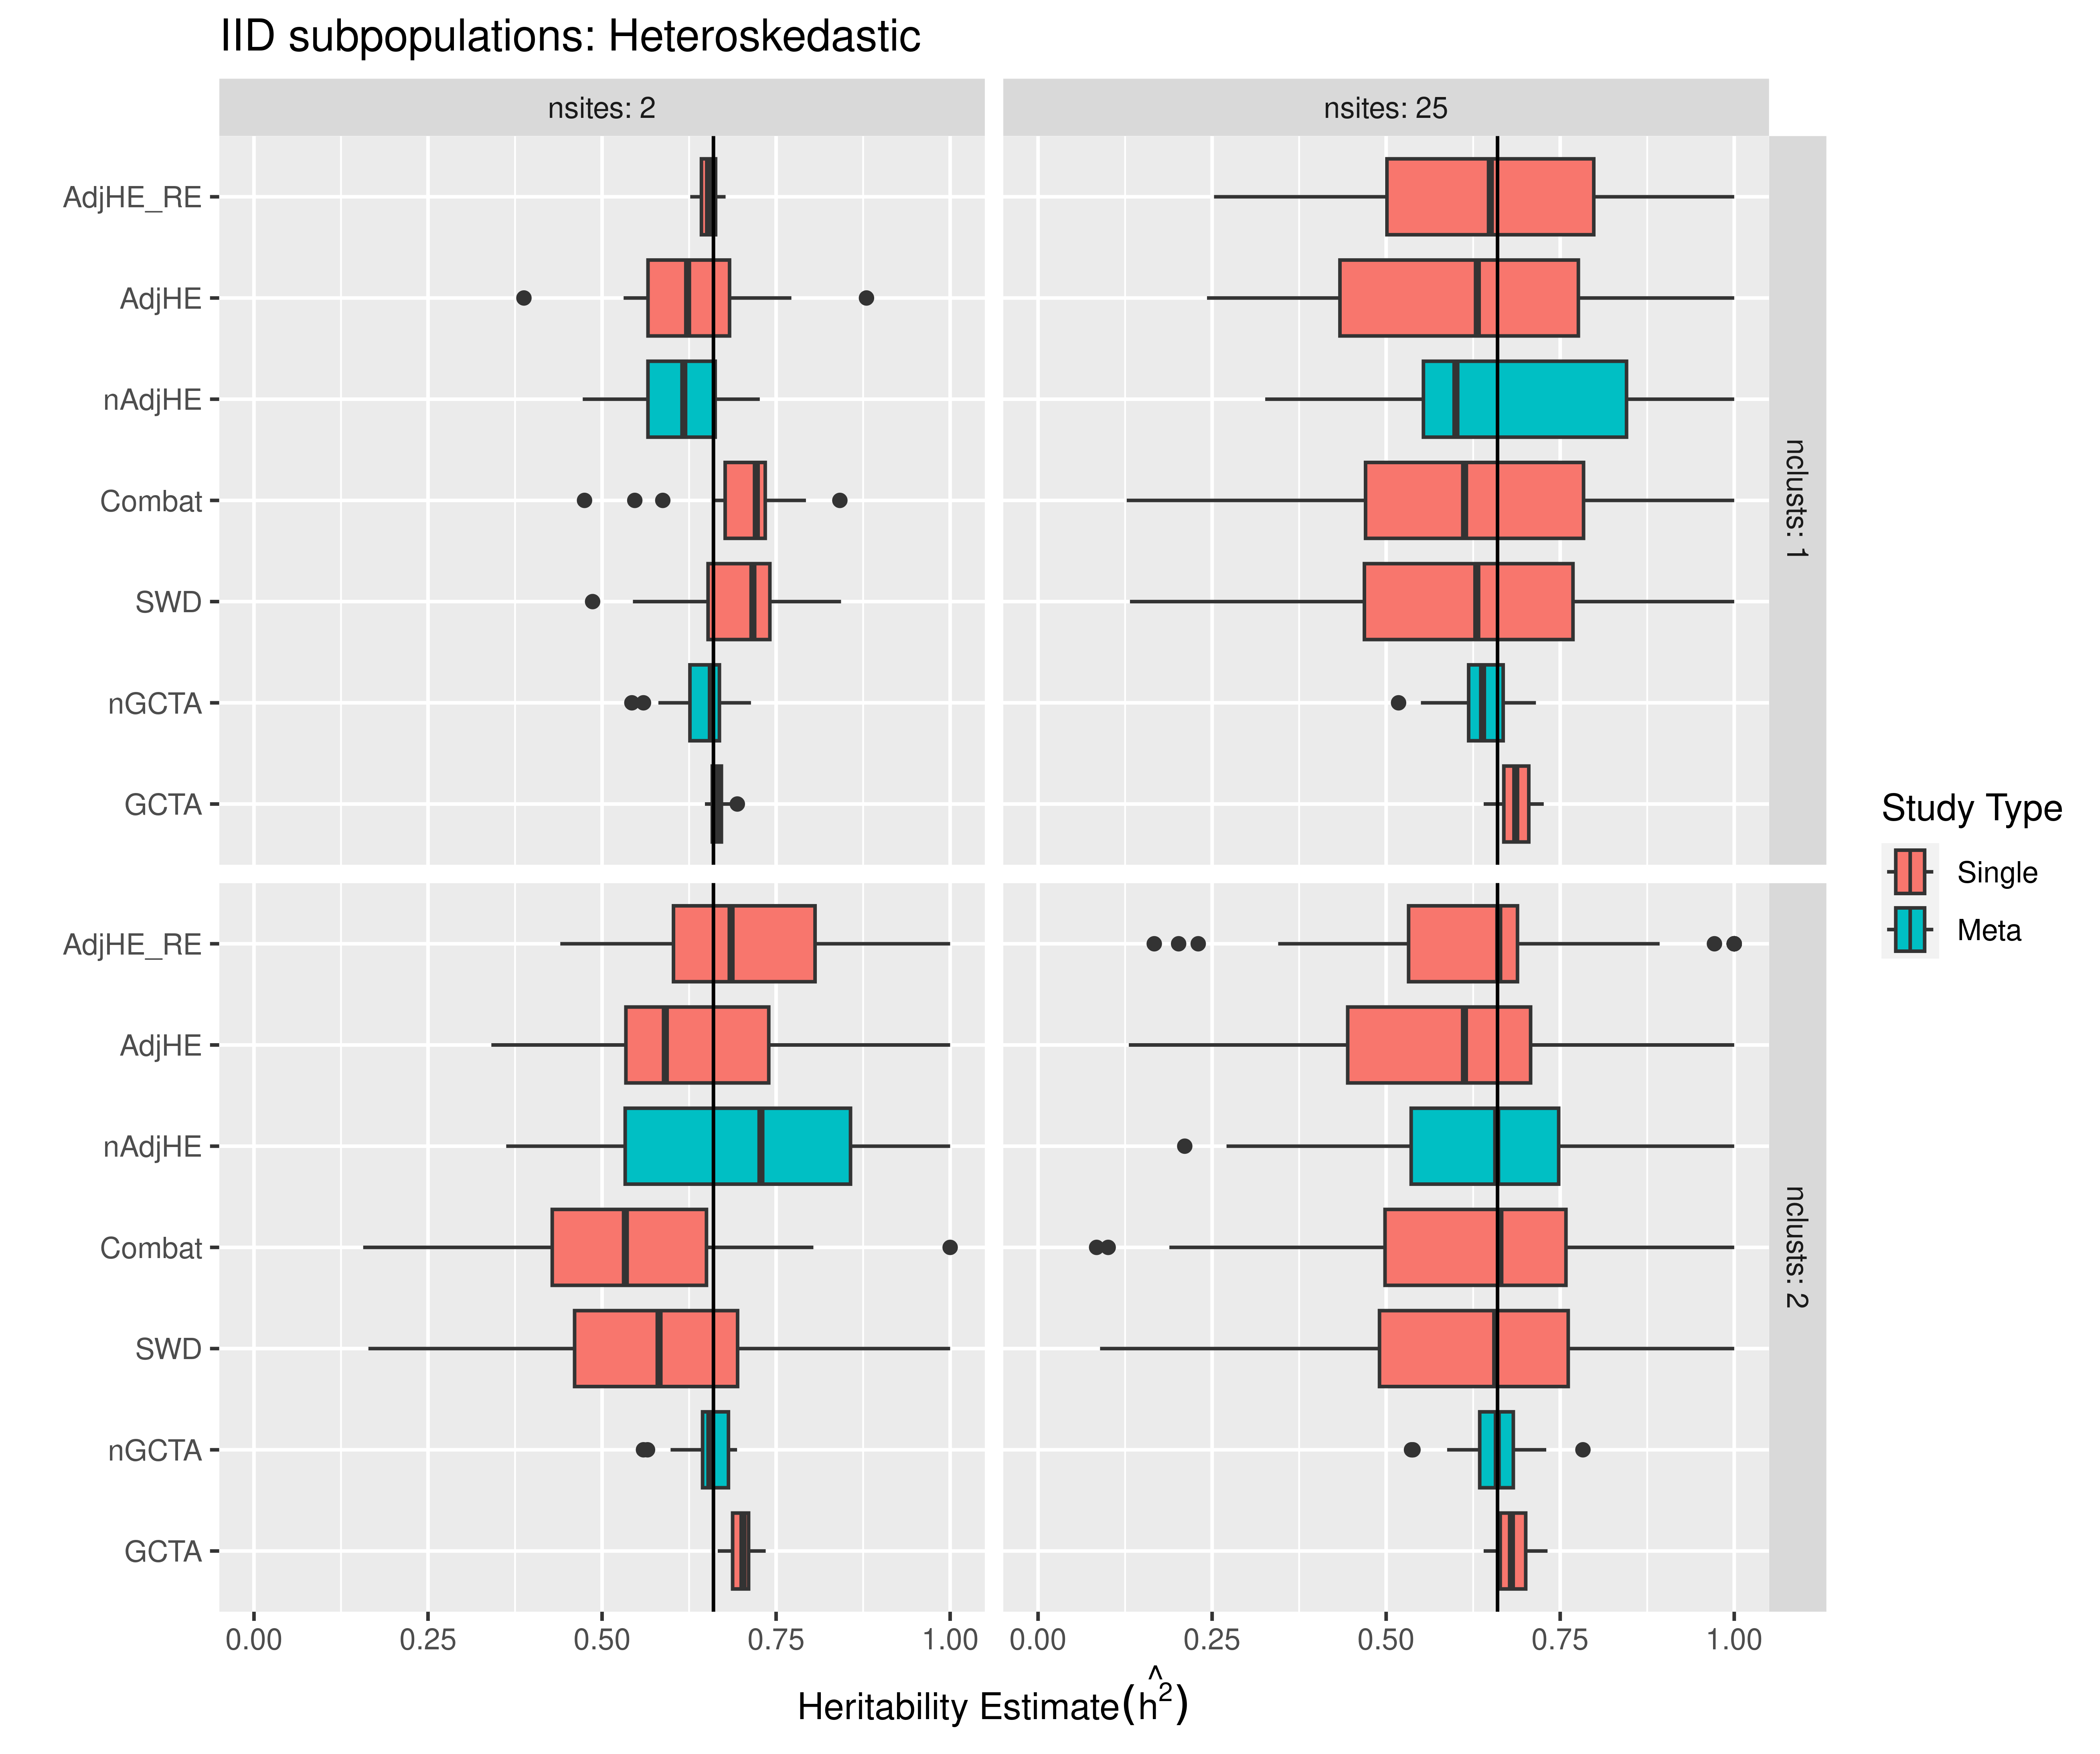 IID subpopulations: Heteroskedastic
nsites: 2
nsites: 25
AdjHE_RE
AdjHE
nAdjHE
Combat
SWD
nGCTA
GCTA
nclusts: 1
AdjHE_RE
AdjHE
nAdjHE
Combat
SWD
nGCTA
GCTA
nclusts: 2
0.00 0.25 0.50 0.75 1.00
0.00 0.25 0.50 0.75 1.00
Heritability Estimate(ĥ²)
Study Type
Single
Meta